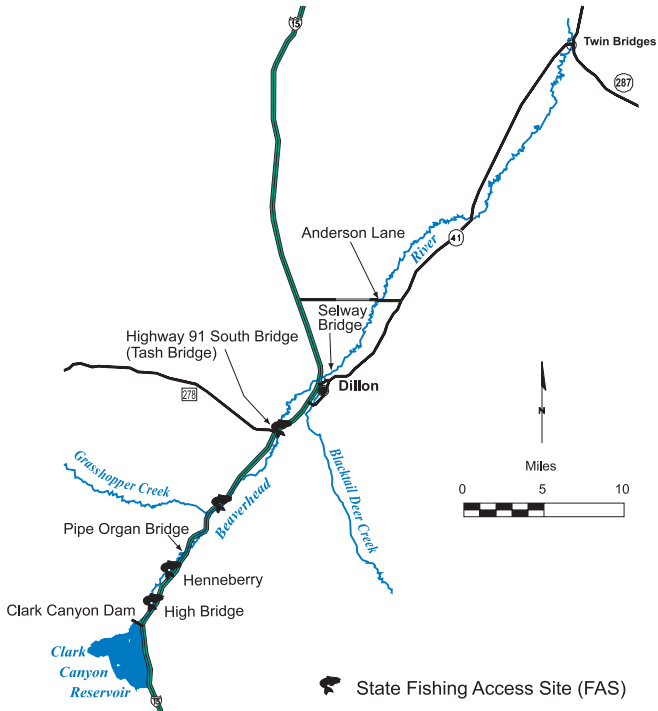 15
Twin Bridges
287
Anderson Lane
River
41
Selway
Bridge
Highway 91 South Bridge
(Tash Bridge)
Dillon
278
N
Grasshopper Creek
Beaverhead
Blacktail Deer Creek
Miles
0 5 10
Pipe Organ Bridge
Henneberry
Clark Canyon Dam
High Bridge
Clark
Canyon
Reservoir
15
State Fishing Access Site (FAS)